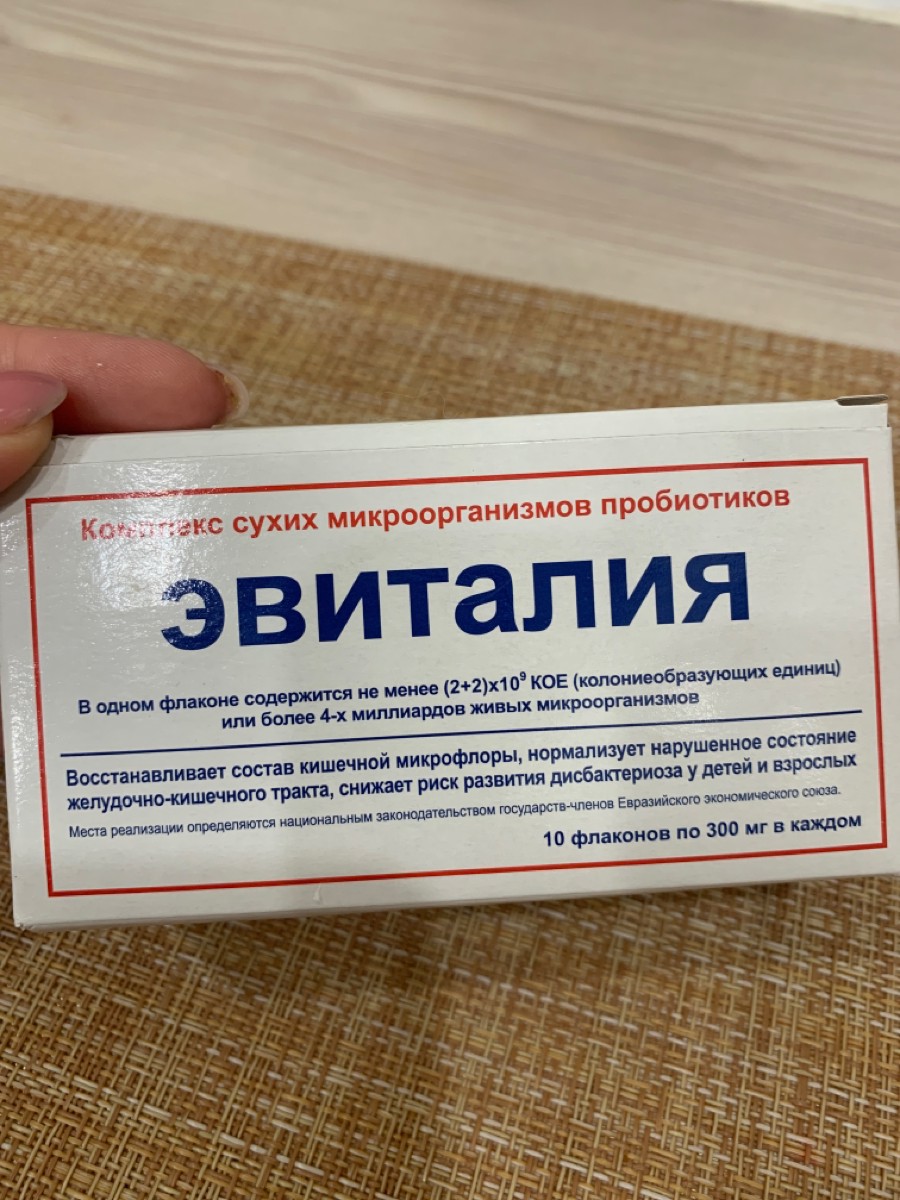 Комплекс сухих микроорганизмов пробиотиков
эвиталия
В одном флаконе содержится не менее (2+2)х10⁹ КОЕ (колониеобразующих единиц)
или более 4-х миллиардов живых микроорганизмов
Восстанавливает состав кишечной микрофлоры, нормализует нарушенное состояние
желудочно-кишечного тракта, снижает риск развития дисбактериоза у детей и взрослых
Места реализации определяются национальным законодательством государств-членов Евразийского экономического союза.
10 флаконов по 300 мг в каждом